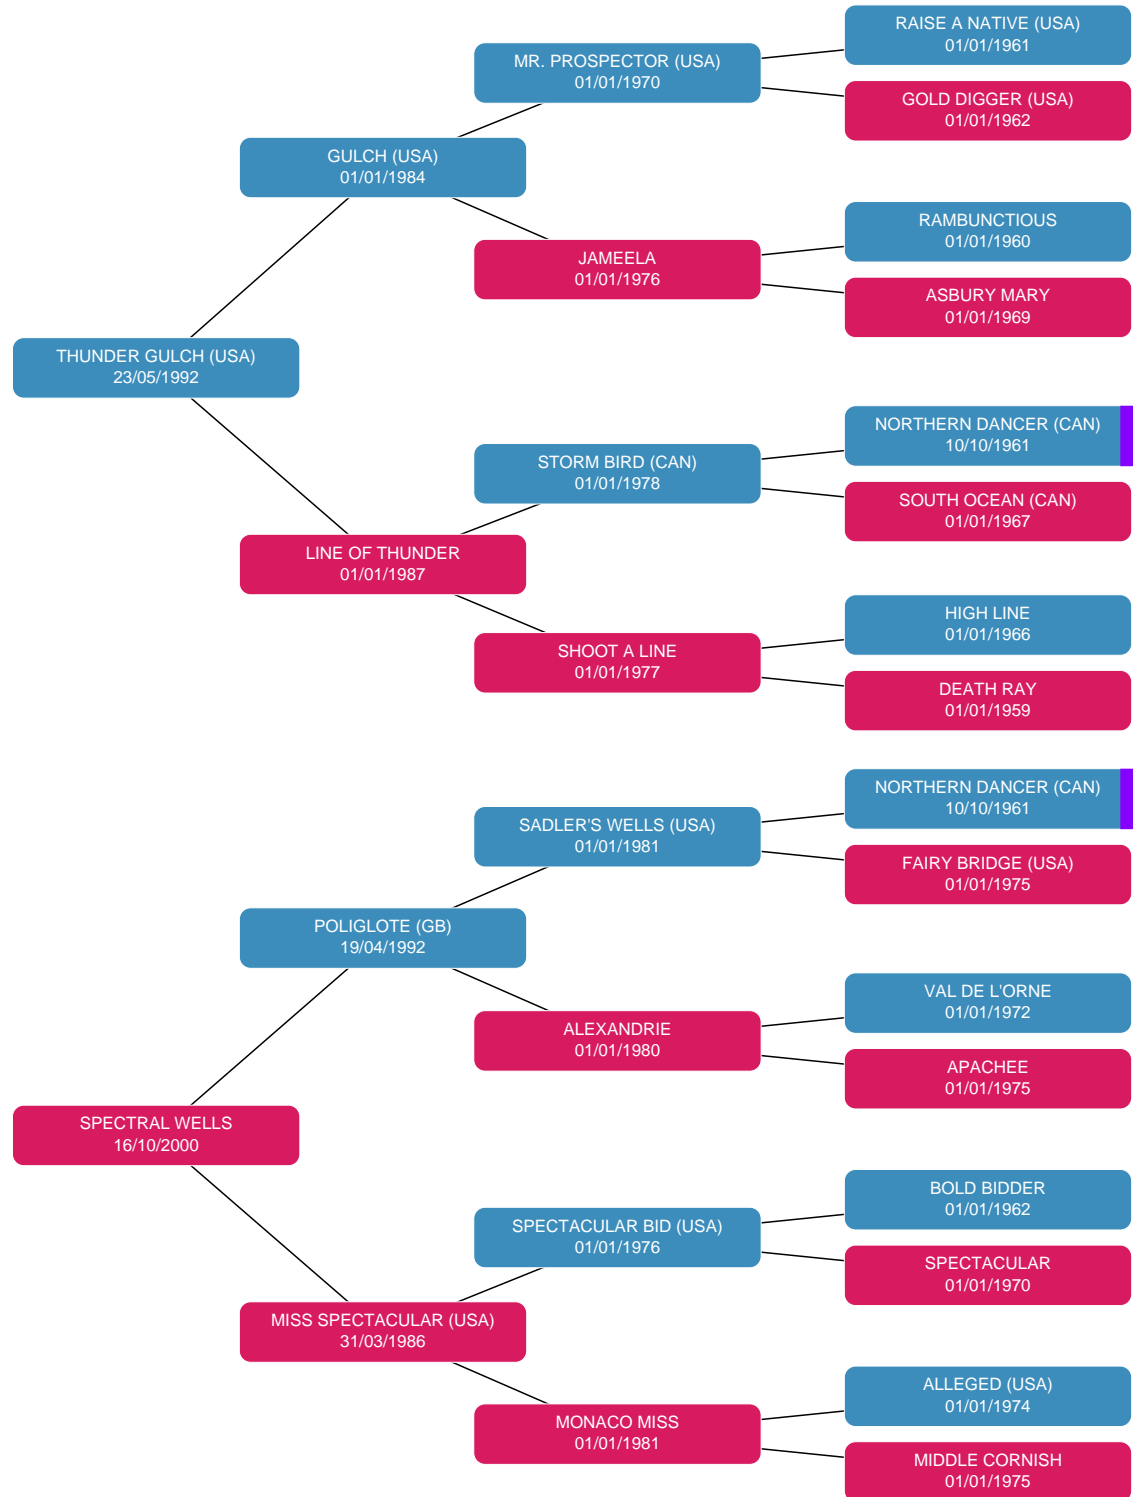 RAISE A NATIVE (USA)
01/01/1961
MR. PROSPECTOR (USA)
01/01/1970
GOLD DIGGER (USA)
01/01/1962
GULCH (USA)
01/01/1984
RAMBUNCTIOUS
01/01/1960
JAMEELA
01/01/1976
ASBURY MARY
01/01/1969
THUNDER GULCH (USA)
23/05/1992
NORTHERN DANCER (CAN)
10/10/1961
STORM BIRD (CAN)
01/01/1978
SOUTH OCEAN (CAN)
01/01/1967
LINE OF THUNDER
01/01/1987
HIGH LINE
01/01/1966
SHOOT A LINE
01/01/1977
DEATH RAY
01/01/1959
NORTHERN DANCER (CAN)
10/10/1961
SADLER'S WELLS (USA)
01/01/1981
FAIRY BRIDGE (USA)
01/01/1975
POLIGLOTE (GB)
19/04/1992
VAL DE L'ORNE
01/01/1972
ALEXANDRIE
01/01/1980
APACHEE
01/01/1975
SPECTRAL WELLS
16/10/2000
BOLD BIDDER
01/01/1962
SPECTACULAR BID (USA)
01/01/1976
SPECTACULAR
01/01/1970
MISS SPECTACULAR (USA)
31/03/1986
ALLEGED (USA)
01/01/1974
MONACO MISS
01/01/1981
MIDDLE CORNISH
01/01/1975